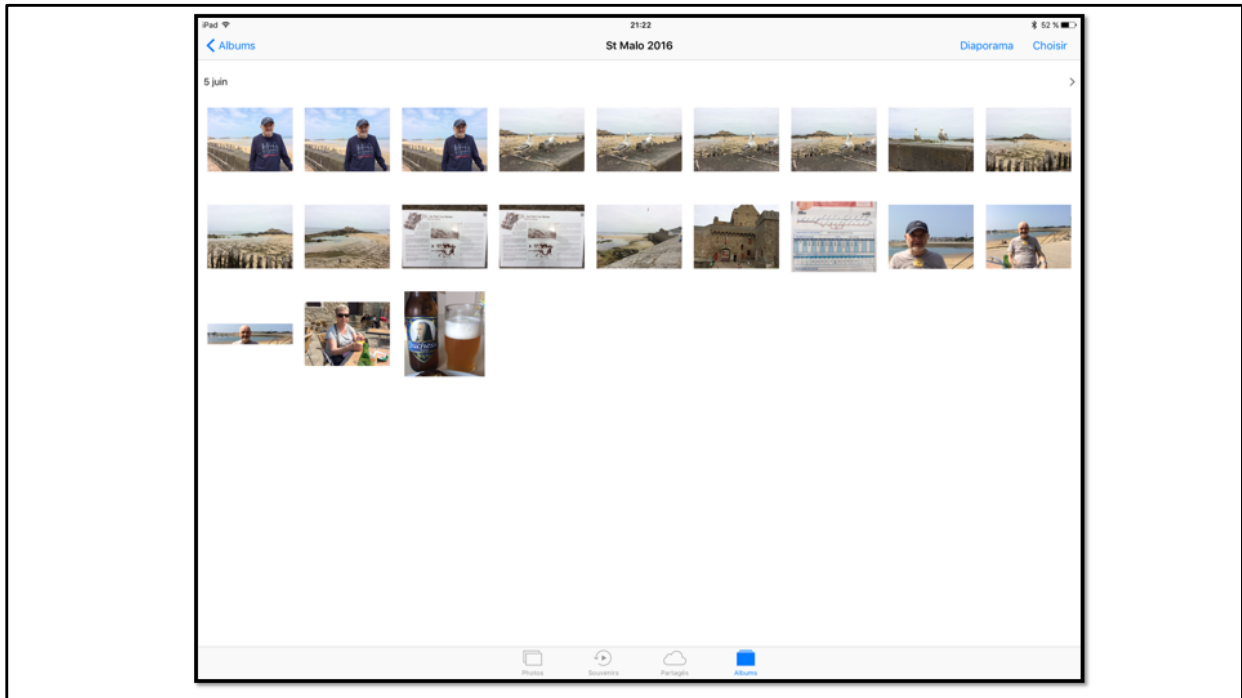 iPad 21:22 52 %
Albums St Malo 2016 Diaporama Choisir
5 juin
Photos Souvenirs Partagés Albums